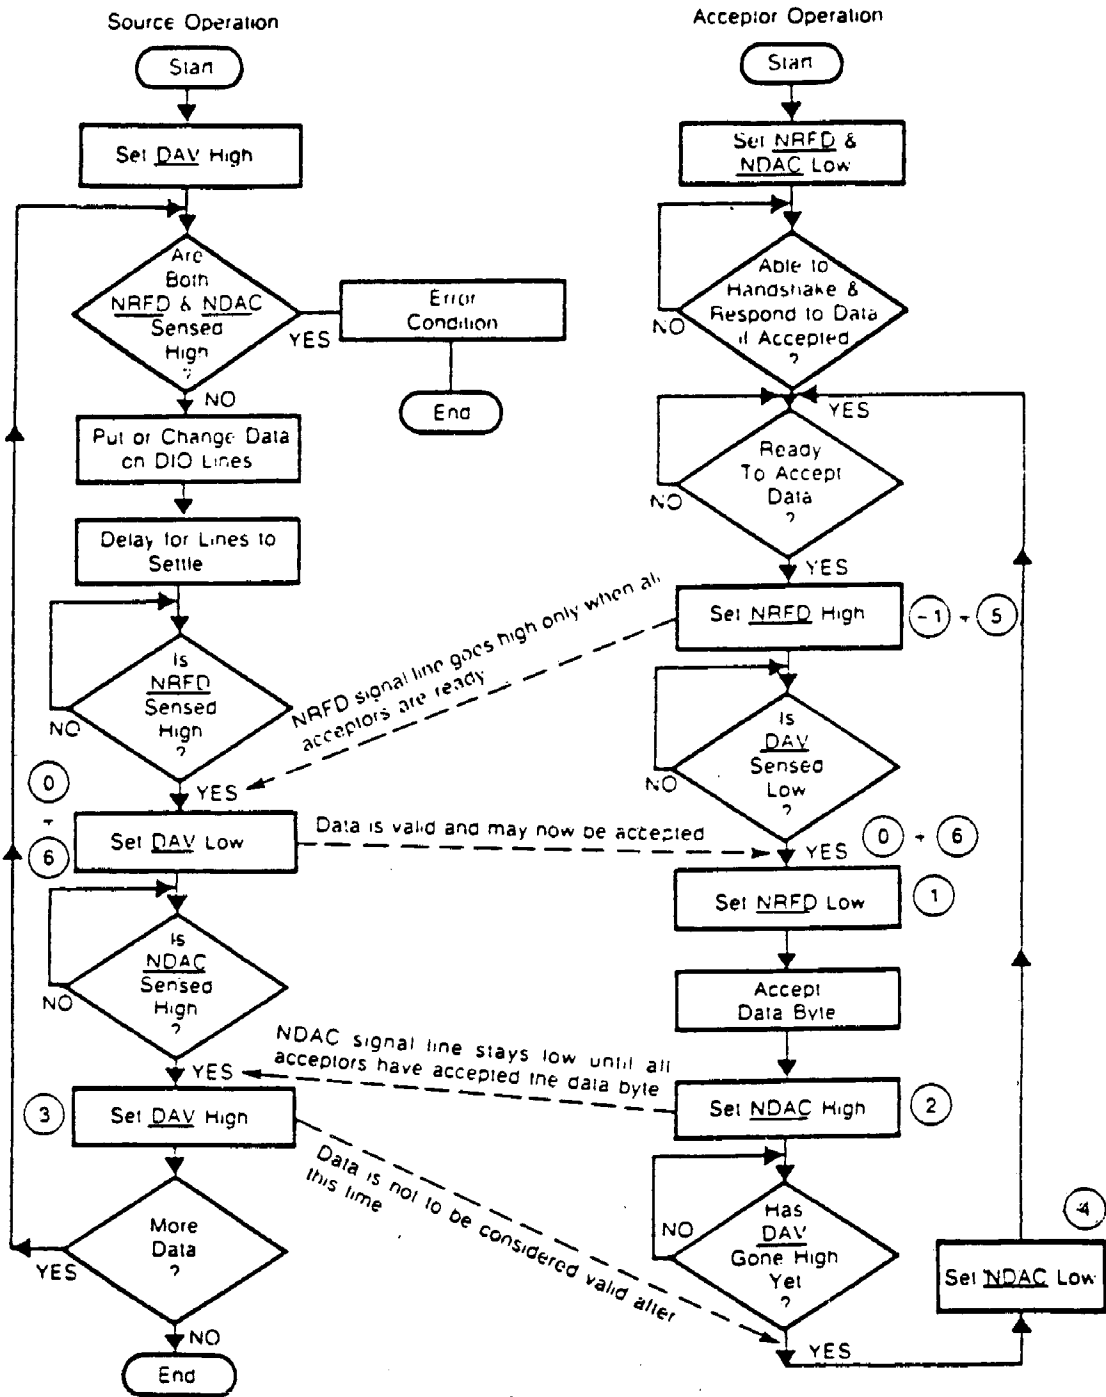 Source Operation
Start
Set DAV High
Are
Both
NRFD & NDAC
Sensed
High
?
YES
Error
Condition
End
NO
Put or Change Data
on DIO Lines
Delay for Lines to
Settle
Is
NRFD
Sensed
High
?
NO
YES
0
-
6
Set DAV Low
Is
NDAC
Sensed
High
?
NO
YES
3
Set DAV High
More
Data
?
YES
NO
End
NRFD signal line goes high only when all
acceptors are ready
Data is valid and may now be accepted
NDAC signal line stays low until all
acceptors have accepted the data byte
Data is not to be considered valid after
this time
Acceptor Operation
Start
Set NRFD &
NDAC Low
Able to
Handshake &
Respond to Data
if Accepted
?
NO
YES
Ready
To Accept
Data
?
NO
YES
Set NRFD High
-1 - 5
Is
DAV
Sensed
Low
?
NO
YES
0 - 6
Set NRFD Low
1
Accept
Data Byte
Set NDAC High
2
Has
DAV
Gone High
Yet
?
NO
YES
4
Set NDAC Low